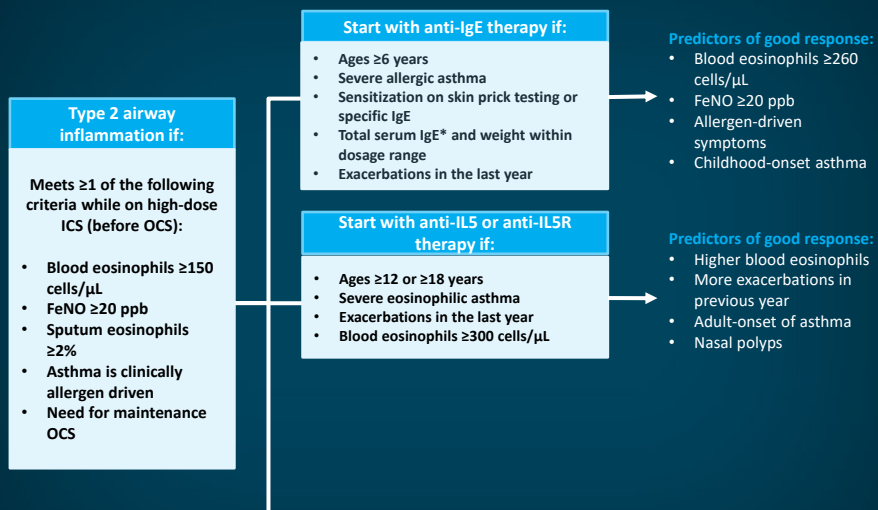 Type 2 airway
inflammation if:
Meets ≥1 of the following
criteria while on high-dose
ICS (before OCS):
• Blood eosinophils ≥150
cells/µL
• FeNO ≥20 ppb
• Sputum eosinophils
≥2%
• Asthma is clinically
allergen driven
• Need for maintenance
OCS
Start with anti-IgE therapy if:
• Ages ≥6 years
• Severe allergic asthma
• Sensitization on skin prick testing or
specific IgE
• Total serum IgE* and weight within
dosage range
• Exacerbations in the last year
Predictors of good response:
• Blood eosinophils ≥260
cells/µL
• FeNO ≥20 ppb
• Allergen-driven
symptoms
• Childhood-onset asthma
Start with anti-IL5 or anti-IL5R
therapy if:
• Ages ≥12 or ≥18 years
• Severe eosinophilic asthma
• Exacerbations in the last year
• Blood eosinophils ≥300 cells/µL
Predictors of good response:
• Higher blood eosinophils
• More exacerbations in
previous year
• Adult-onset of asthma
• Nasal polyps